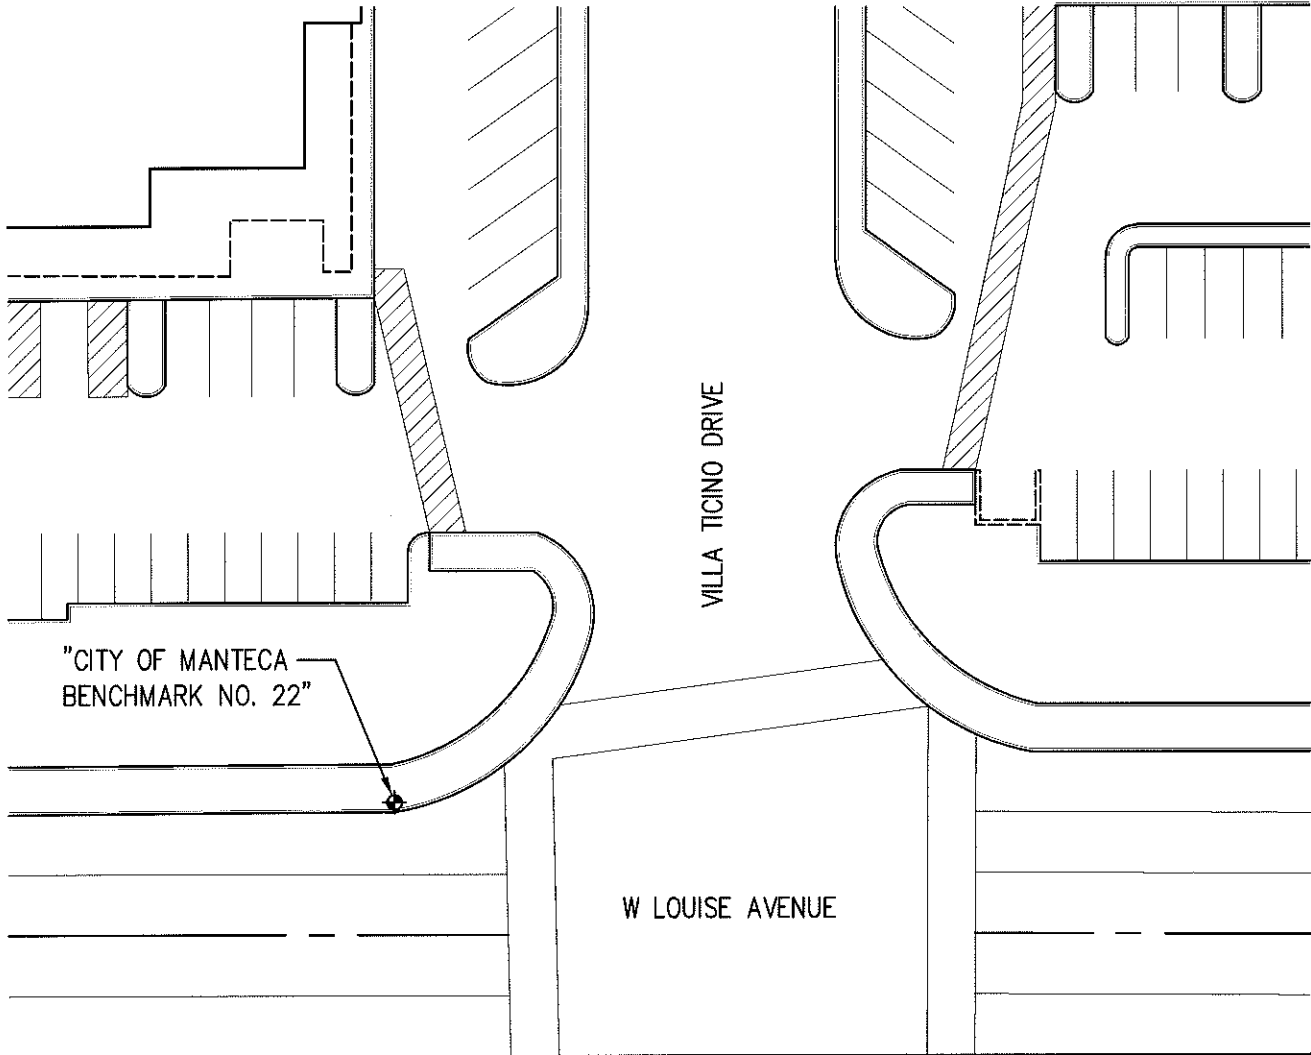 VILLA TICINO DRIVE
"CITY OF MANTECA
BENCHMARK NO. 22"
W LOUISE AVENUE